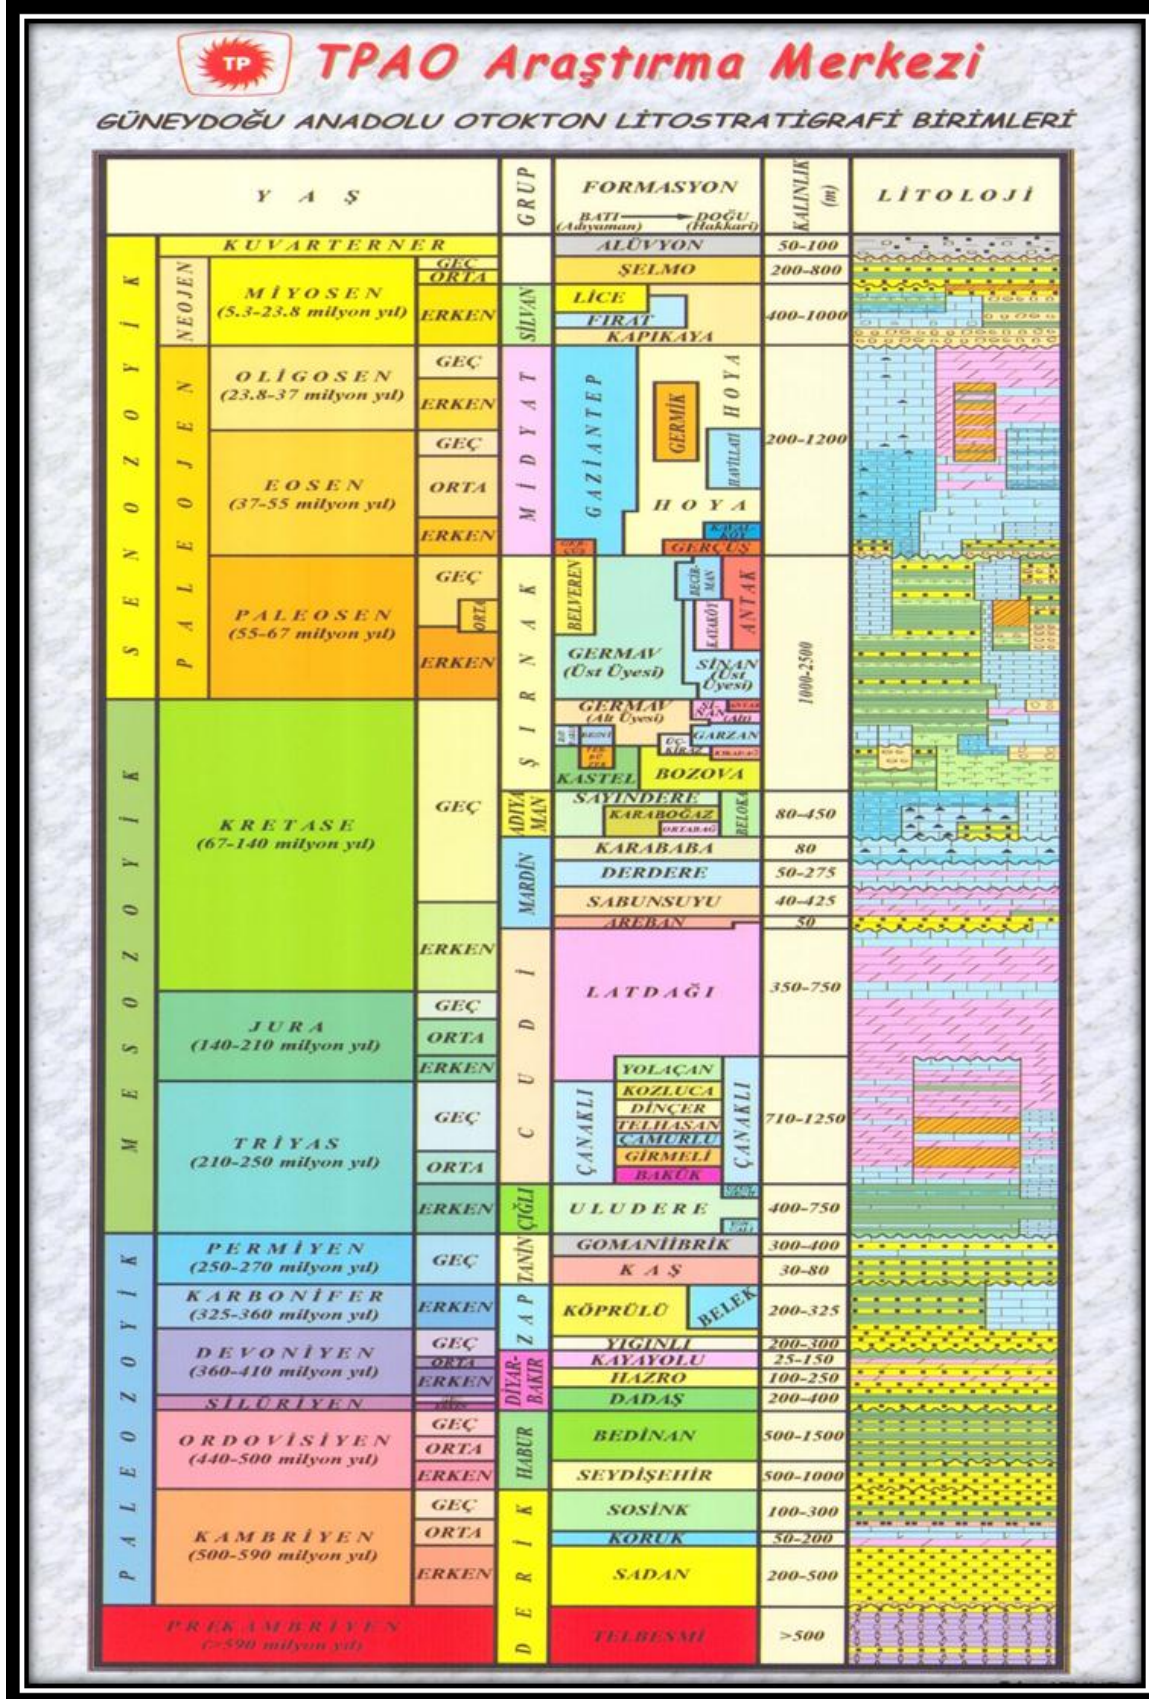 TP
TPAO Araştırma Merkezi
GÜNEYDOĞU ANADOLU OTOKTON LİTOSTRATİGRAFİ BİRİMLERİ
YAŞ
GRUP
FORMASYON
BATI DOĞU
(Adıyaman) (Hakkari)
KALINLIK
(m)
LİTOLOJİ
SENOZOYİK
KUVARTERNER
ALÜVYON
50-100
NEOJEN
MİYOSEN
(5.3-23.8 milyon yıl)
GEÇ
ORTA
ERKEN
ŞELMO
200-800
SİLVAN
LİCE
FIRAT
KAPIKAYA
400-1000
PALEOJEN
OLİGOSEN
(23.8-37 milyon yıl)
GEÇ
ERKEN
EOSEN
(37-55 milyon yıl)
GEÇ
ORTA
ERKEN
MİDYAT
GAZİANTEP
HOYA
GERMİK
HAVİLLATİ
HOYA
GERCÜŞ
200-1200
PALEOSEN
(55-67 milyon yıl)
GEÇ
ORTA
ERKEN
ŞIRNAK
BELVEREN
GERMAV
(Üst Üyesi)
BECİR-
MAN
KAYAKÖY
ANTAK
SİNAN
(Üst
Üyesi)
1000-2500
MESOZOYİK
KRETASE
(67-140 milyon yıl)
GEÇ
ERKEN
GERMAV
(Alt Üyesi)
(Alt)
GARZAN
KASTEL
BOZOVA
ADIYA
MAN
SAYINDERE
KARABOĞAZ
ORTABAĞ
BELOKA
80-450
MARDİN
KARABABA
80
DERDERE
50-275
SABUNSUYU
40-425
AREBAN
50
CUDİ
LATDAĞI
350-750
JURA
(140-210 milyon yıl)
GEÇ
ORTA
ERKEN
TRİYAS
(210-250 milyon yıl)
GEÇ
ORTA
ERKEN
ÇANAKLI
YOLAÇAN
KOZLUCA
DİNÇER
TELHASAN
ÇAMURLU
GİRMELİ
BAKÜK
ÇANAKLI
710-1250
ÇIĞLI
ULUDERE
400-750
PALEOZOYİK
PERMİYEN
(250-270 milyon yıl)
GEÇ
TANİN
GOMANİİBRİK
300-400
KAŞ
30-80
KARBONİFER
(325-360 milyon yıl)
ERKEN
ZAP
KÖPRÜLÜ
BELEK
200-325
DEVONİYEN
(360-410 milyon yıl)
GEÇ
ORTA
ERKEN
YIGINLI
200-300
DİYAR-
BAKIR
KAYAYOLU
25-150
HAZRO
100-250
SİLÜRİYEN
DADAŞ
200-400
ORDOVİSİYEN
(440-500 milyon yıl)
GEÇ
ORTA
ERKEN
HABUR
BEDİNAN
500-1500
SEYDİŞEHİR
500-1000
KAMBRİYEN
(500-590 milyon yıl)
GEÇ
ORTA
ERKEN
DERİK
SOSİNK
100-300
KORUK
50-200
SADAN
200-500
PREKAMBRİYEN
(>590 milyon yıl)
TELBESMİ
>500